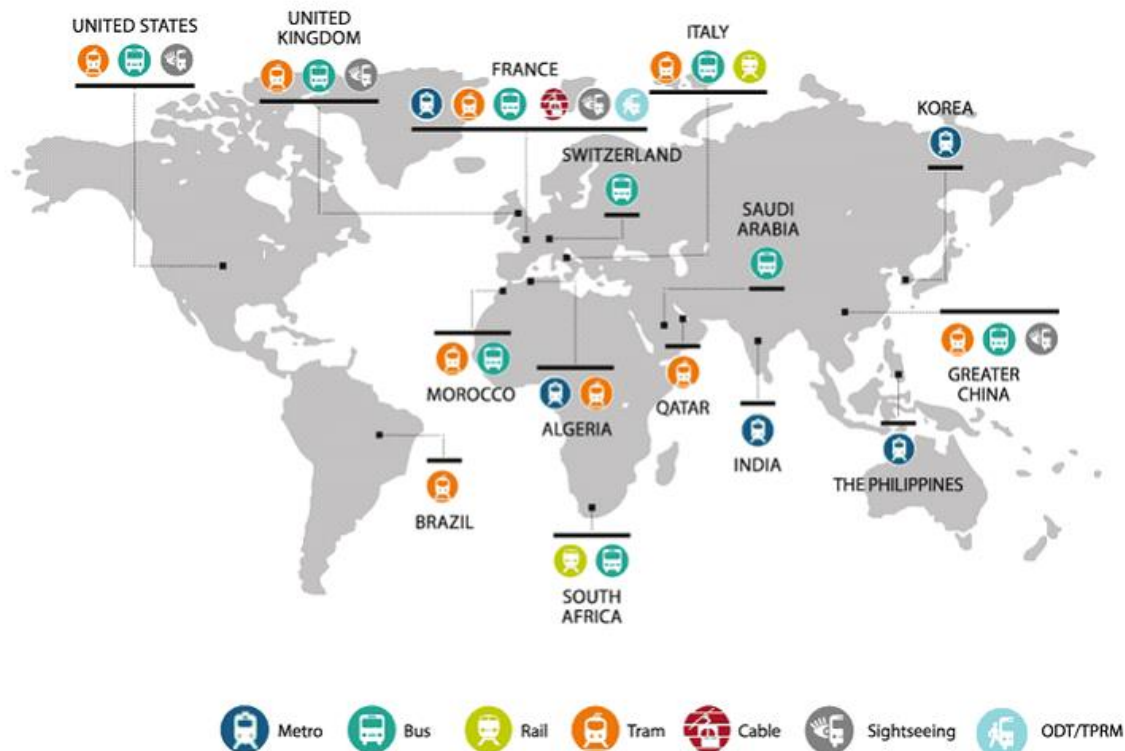 UNITED STATES
UNITED
KINGDOM
FRANCE
ITALY
SWITZERLAND
KOREA
SAUDI
ARABIA
MOROCCO
ALGERIA
QATAR
INDIA
GREATER
CHINA
THE PHILIPPINES
BRAZIL
SOUTH
AFRICA
Metro
Bus
Rail
Tram
Cable
Sightseeing
ODT/TPRM